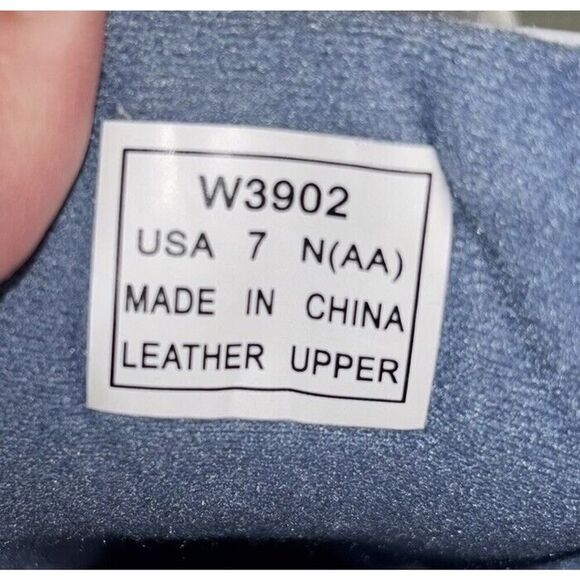 W3902
USA 7 N(AA)
MADE IN CHINA
LEATHER UPPER